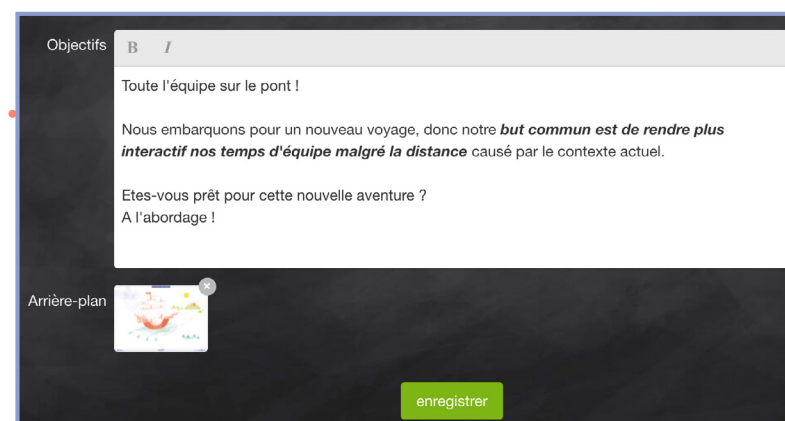 Objectifs
B I
Toute l'équipe sur le pont !
Nous embarquons pour un nouveau voyage, donc notre but commun est de rendre plus
interactif nos temps d'équipe malgré la distance causé par le contexte actuel.
Etes-vous prêt pour cette nouvelle aventure ?
A l'abordage !
Arrière-plan
enregistrer